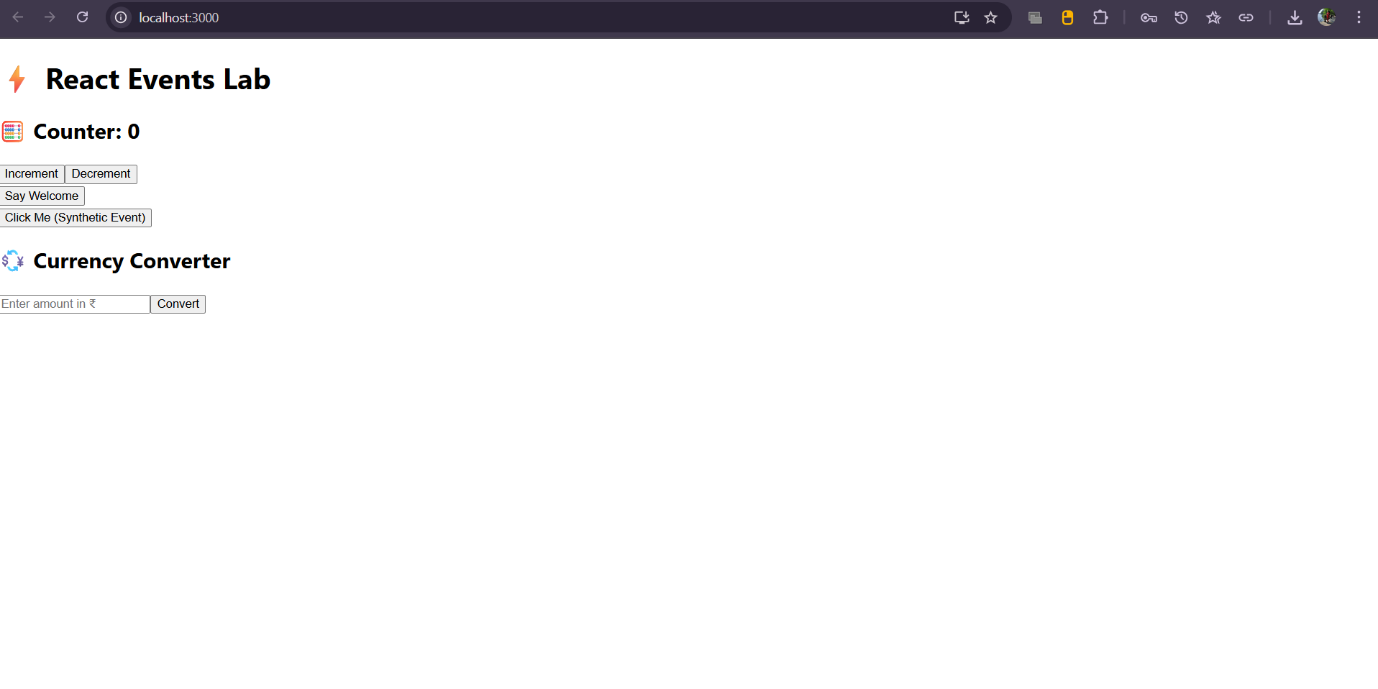 localhost:3000
⚡ React Events Lab
🧮 Counter: 0
Increment Decrement
Say Welcome
Click Me (Synthetic Event)
💱 Currency Converter
Enter amount in ₹ Convert